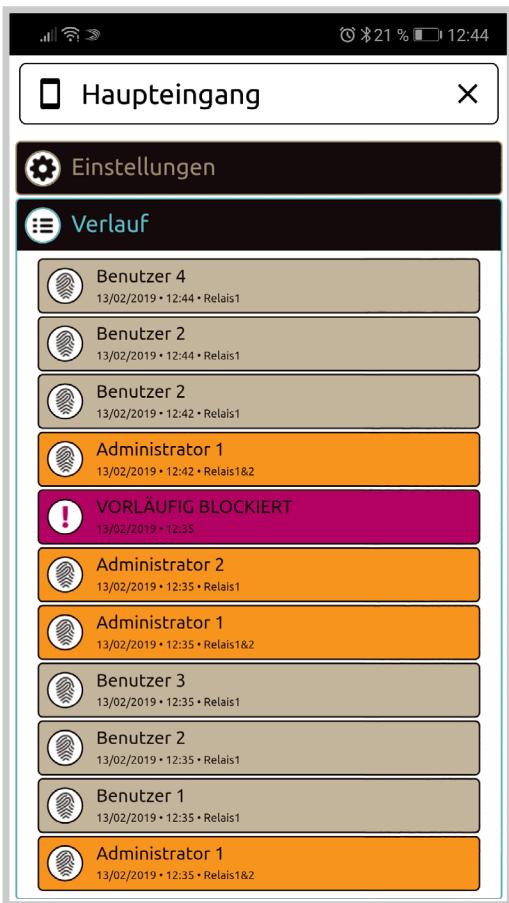 21 % 12:44
Haupteingang
Einstellungen
Verlauf
Benutzer 4
13/02/2019 • 12:44 • Relais1
Benutzer 2
13/02/2019 • 12:44 • Relais1
Benutzer 2
13/02/2019 • 12:42 • Relais1
Administrator 1
13/02/2019 • 12:42 • Relais1&2
VORLÄUFIG BLOCKIERT
13/02/2019 • 12:35
Administrator 2
13/02/2019 • 12:35 • Relais1
Administrator 1
13/02/2019 • 12:35 • Relais1&2
Benutzer 3
13/02/2019 • 12:35 • Relais1
Benutzer 2
13/02/2019 • 12:35 • Relais1
Benutzer 1
13/02/2019 • 12:35 • Relais1
Administrator 1
13/02/2019 • 12:35 • Relais1&2